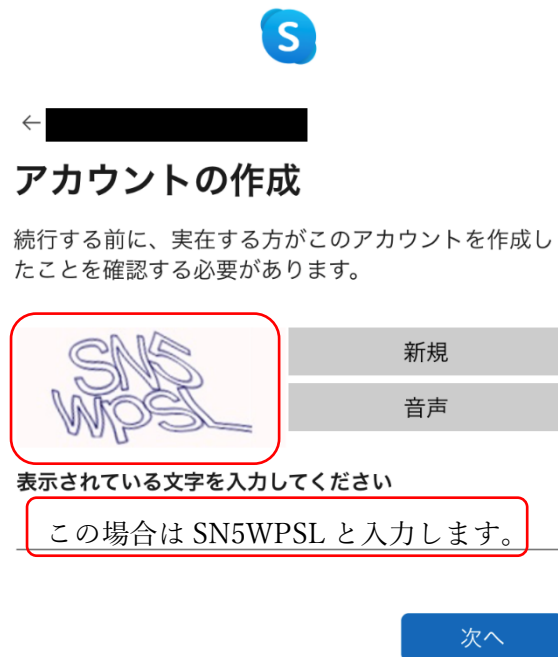 S
←
アカウントの作成
続行する前に、実在する方がこのアカウントを作成し
たことを確認する必要があります。
SN5
WPSL
新規
音声
表示されている文字を入力してください
この場合は SN5WPSL と入力します。
次へ